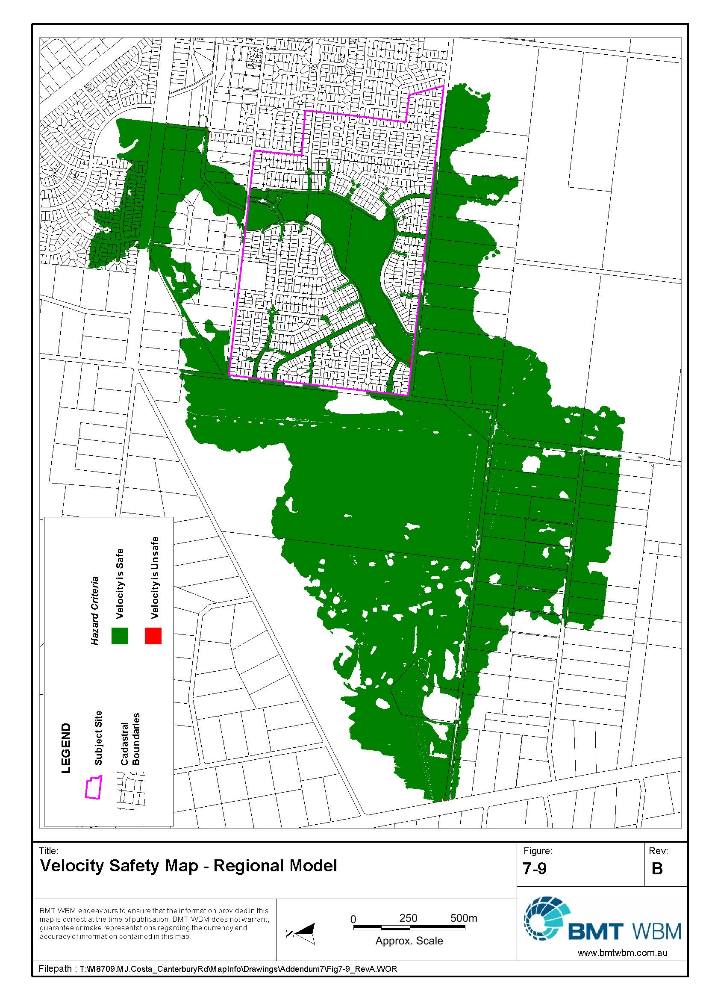 LEGEND
Subject Site
Cadastral
Boundaries
Hazard Criteria
Velocity is Safe
Velocity is Unsafe
Title:
Velocity Safety Map - Regional Model
Figure:
7-9
Rev:
B
BMT WBM endeavours to ensure that the information provided in this
map is correct at the time of publication. BMT WBM does not warrant,
guarantee or make representations regarding the currency and
accuracy of information contained in this map.
N
0 250 500m
Approx. Scale
BMT WBM
www.bmtwbm.com.au
Filepath : T:\M8709.MJ.Costa_CanterburyRd\MapInfo\Drawings\Addendum7\Fig7-9_RevA.WOR